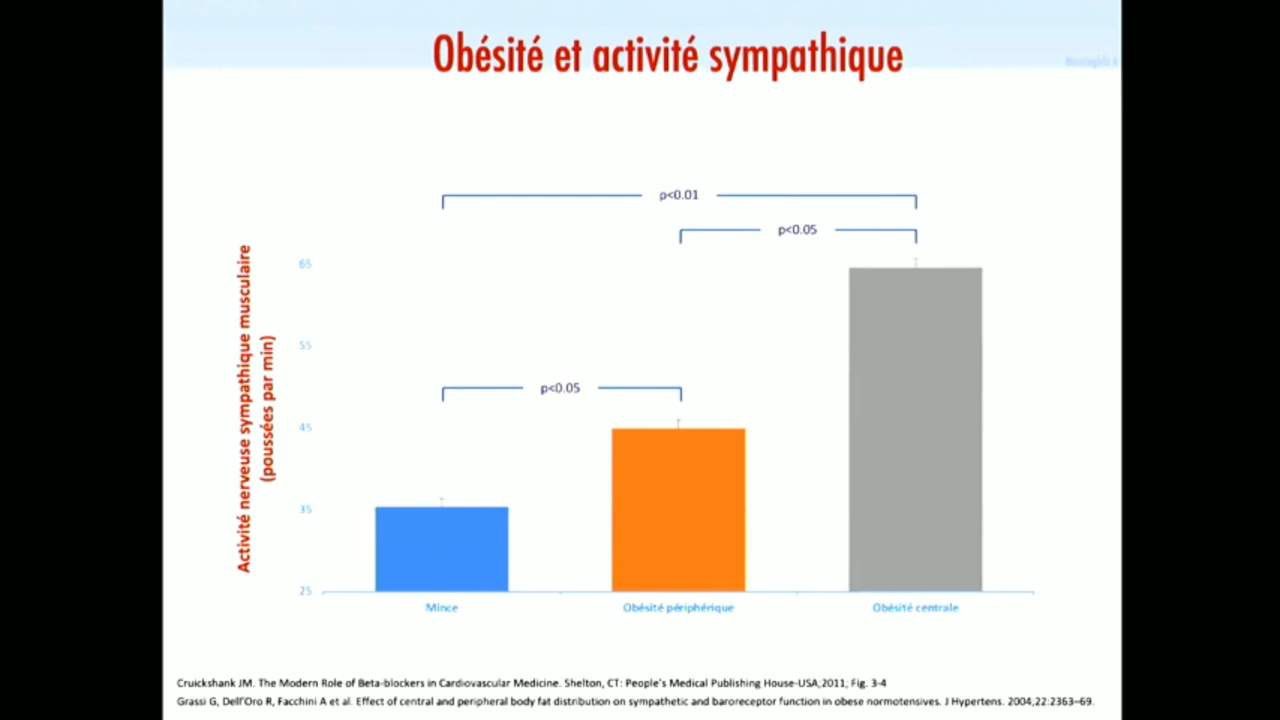 Obésité et activité sympathique
p<0.01
p<0.05
65
55
p<0.05
45
35
25
Activité nerveuse sympathique musculaire
(poussées par min)
Mince
Obésité périphérique
Obésité centrale
Cruickshank JM. The Modern Role of Beta-blockers in Cardiovascular Medicine. Shelton, CT: People's Medical Publishing House-USA;2011; Fig. 3-4
Grassi G, Dell'Oro R, Facchini A et al. Effect of central and peripheral body fat distribution on sympathetic and baroreceptor function in obese normotensives. J Hypertens. 2004;22:2363–69.